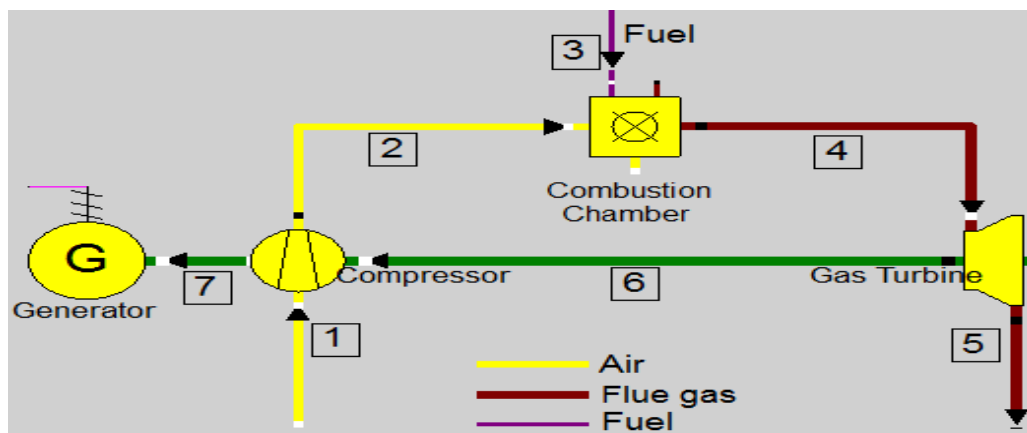 Fuel
3
2
4
Combustion
Chamber
G
7
Compressor
6
Gas Turbine
Generator
1
5
Air
Flue gas
Fuel